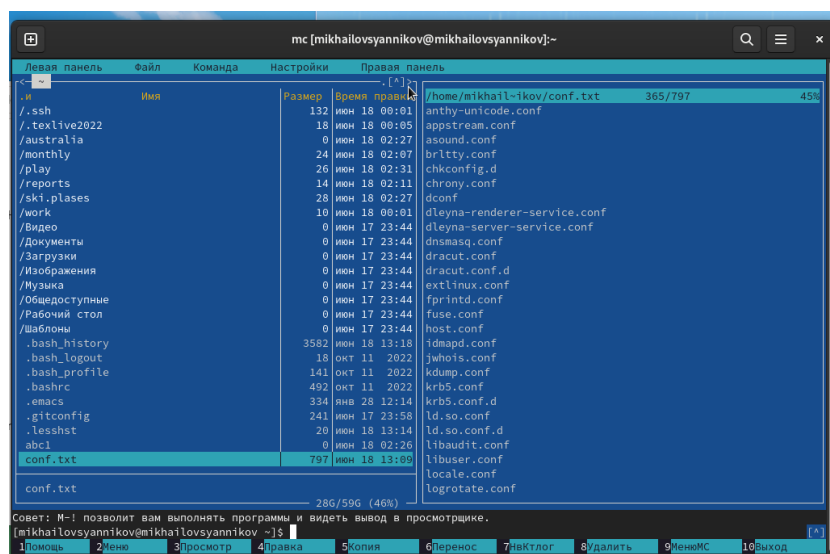 mc [mikhailovsyannikov@mikhailovsyannikov]:~
Левая панель Файл Команда Настройки Правая панель
<— ~ .[^]>
.и Имя Размер Время правки
/.ssh 132 июн 18 00:01
/.texlive2022 18 июн 18 00:05
/australia 0 июн 18 02:27
/monthly 24 июн 18 02:07
/play 26 июн 18 02:31
/reports 14 июн 18 02:11
/ski.plases 28 июн 18 02:27
/work 10 июн 18 00:01
/Видео 0 июн 17 23:44
/Документы 0 июн 17 23:44
/Загрузки 0 июн 17 23:44
/Изображения 0 июн 17 23:44
/Музыка 0 июн 17 23:44
/Общедоступные 0 июн 17 23:44
/Рабочий стол 0 июн 17 23:44
/Шаблоны 0 июн 17 23:44
.bash_history 3582 июн 18 13:18
.bash_logout 18 окт 11 2022
.bash_profile 141 окт 11 2022
.bashrc 492 окт 11 2022
.emacs 334 янв 28 12:14
.gitconfig 241 июн 17 23:58
.lesshst 20 июн 18 13:14
abc1 0 июн 18 02:26
conf.txt 797 июн 18 13:09
conf.txt
28G/59G (46%)
/home/mikhail~ikov/conf.txt 365/797 45%
anthy-unicode.conf
appstream.conf
asound.conf
brltty.conf
chkconfig.d
chrony.conf
dconf
dleyna-renderer-service.conf
dleyna-server-service.conf
dnsmasq.conf
dracut.conf
dracut.conf.d
extlinux.conf
fprintd.conf
fuse.conf
host.conf
idmapd.conf
jwhois.conf
kdump.conf
krb5.conf
krb5.conf.d
ld.so.conf
ld.so.conf.d
libaudit.conf
libuser.conf
locale.conf
logrotate.conf
Совет: M-! позволит вам выполнять программы и видеть вывод в просмотрщике.
[mikhailovsyannikov@mikhailovsyannikov ~]$ [^]
1Помощь 2Меню 3Просмотр 4Правка 5Копия 6Перенос 7НвКтлог 8Удалить 9МенюMC 10Выход